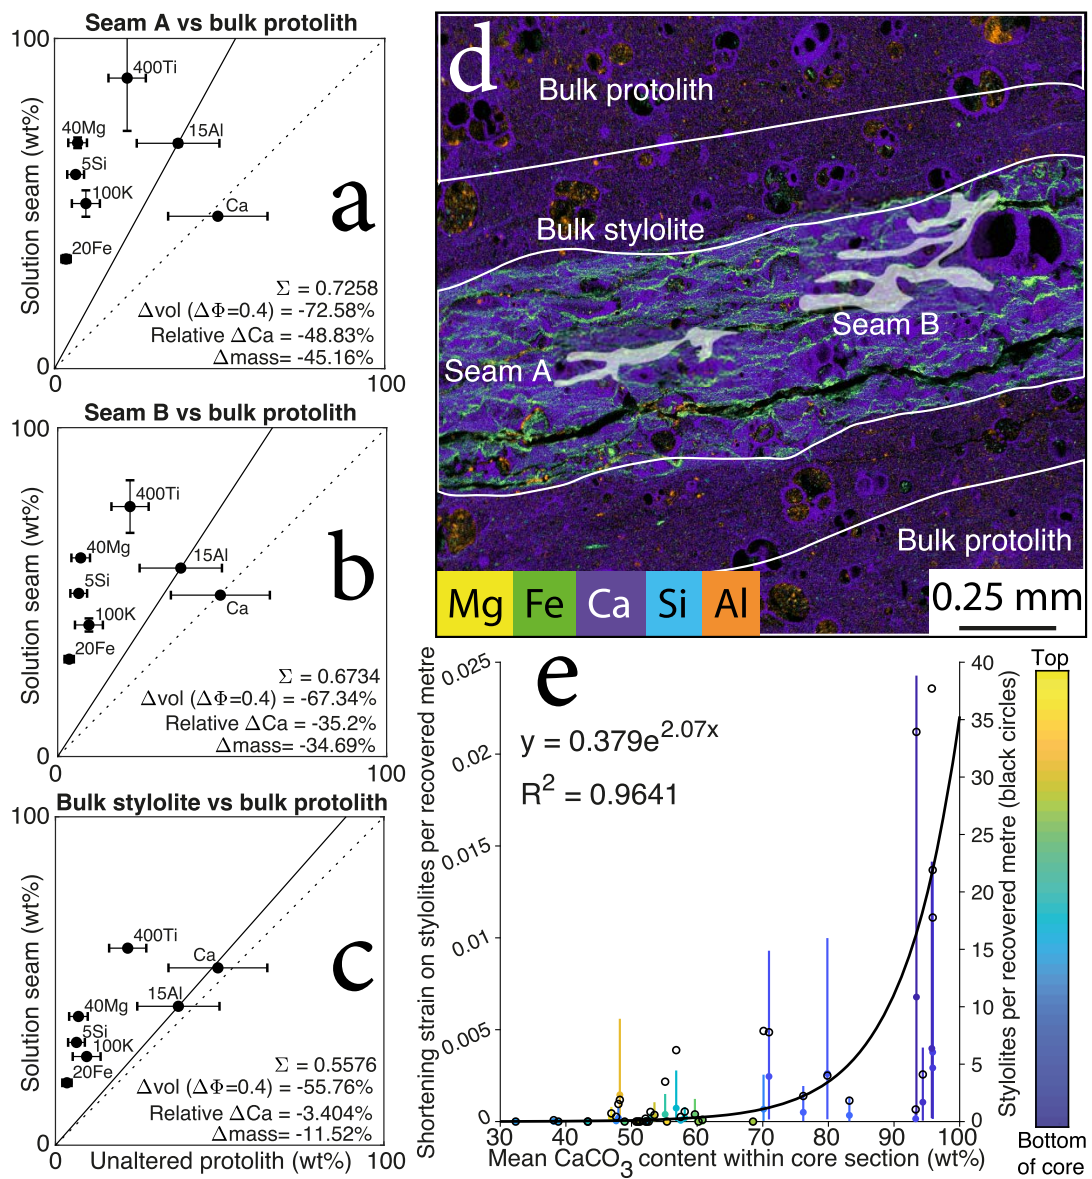 Seam A vs bulk protolith
100
400Ti
15Al
40Mg
5Si
100K
Ca
20Fe
a
Σ = 0.7258
Δvol (ΔΦ=0.4) = -72.58%
Relative ΔCa = -48.83%
Δmass= -45.16%
Solution seam (wt%)
0
0
100
Seam B vs bulk protolith
100
400Ti
40Mg
15Al
5Si
Ca
100K
20Fe
b
Σ = 0.6734
Δvol (ΔΦ=0.4) = -67.34%
Relative ΔCa = -35.2%
Δmass= -34.69%
Solution seam (wt%)
0
0
100
Bulk stylolite vs bulk protolith
100
400Ti
Ca
15Al
40Mg
5Si
100K
20Fe
c
Σ = 0.5576
Δvol (ΔΦ=0.4) = -55.76%
Relative ΔCa = -3.404%
Δmass= -11.52%
Solution seam (wt%)
0
0
100
Unaltered protolith (wt%)
d
Bulk protolith
Bulk stylolite
Seam B
Seam A
Bulk protolith
Mg Fe Ca Si Al
0.25 mm
e
y = 0.379e^2.07x
R^2 = 0.9641
Shortening strain on stylolites per recovered metre
0.025
0.02
0.015
0.01
0.005
0
30 40 50 60 70 80 90 100
Mean CaCO3 content within core section (wt%)
40
35
30
25
20
15
10
5
0
Stylolites per recovered metre (black circles)
Top
Bottom
of core